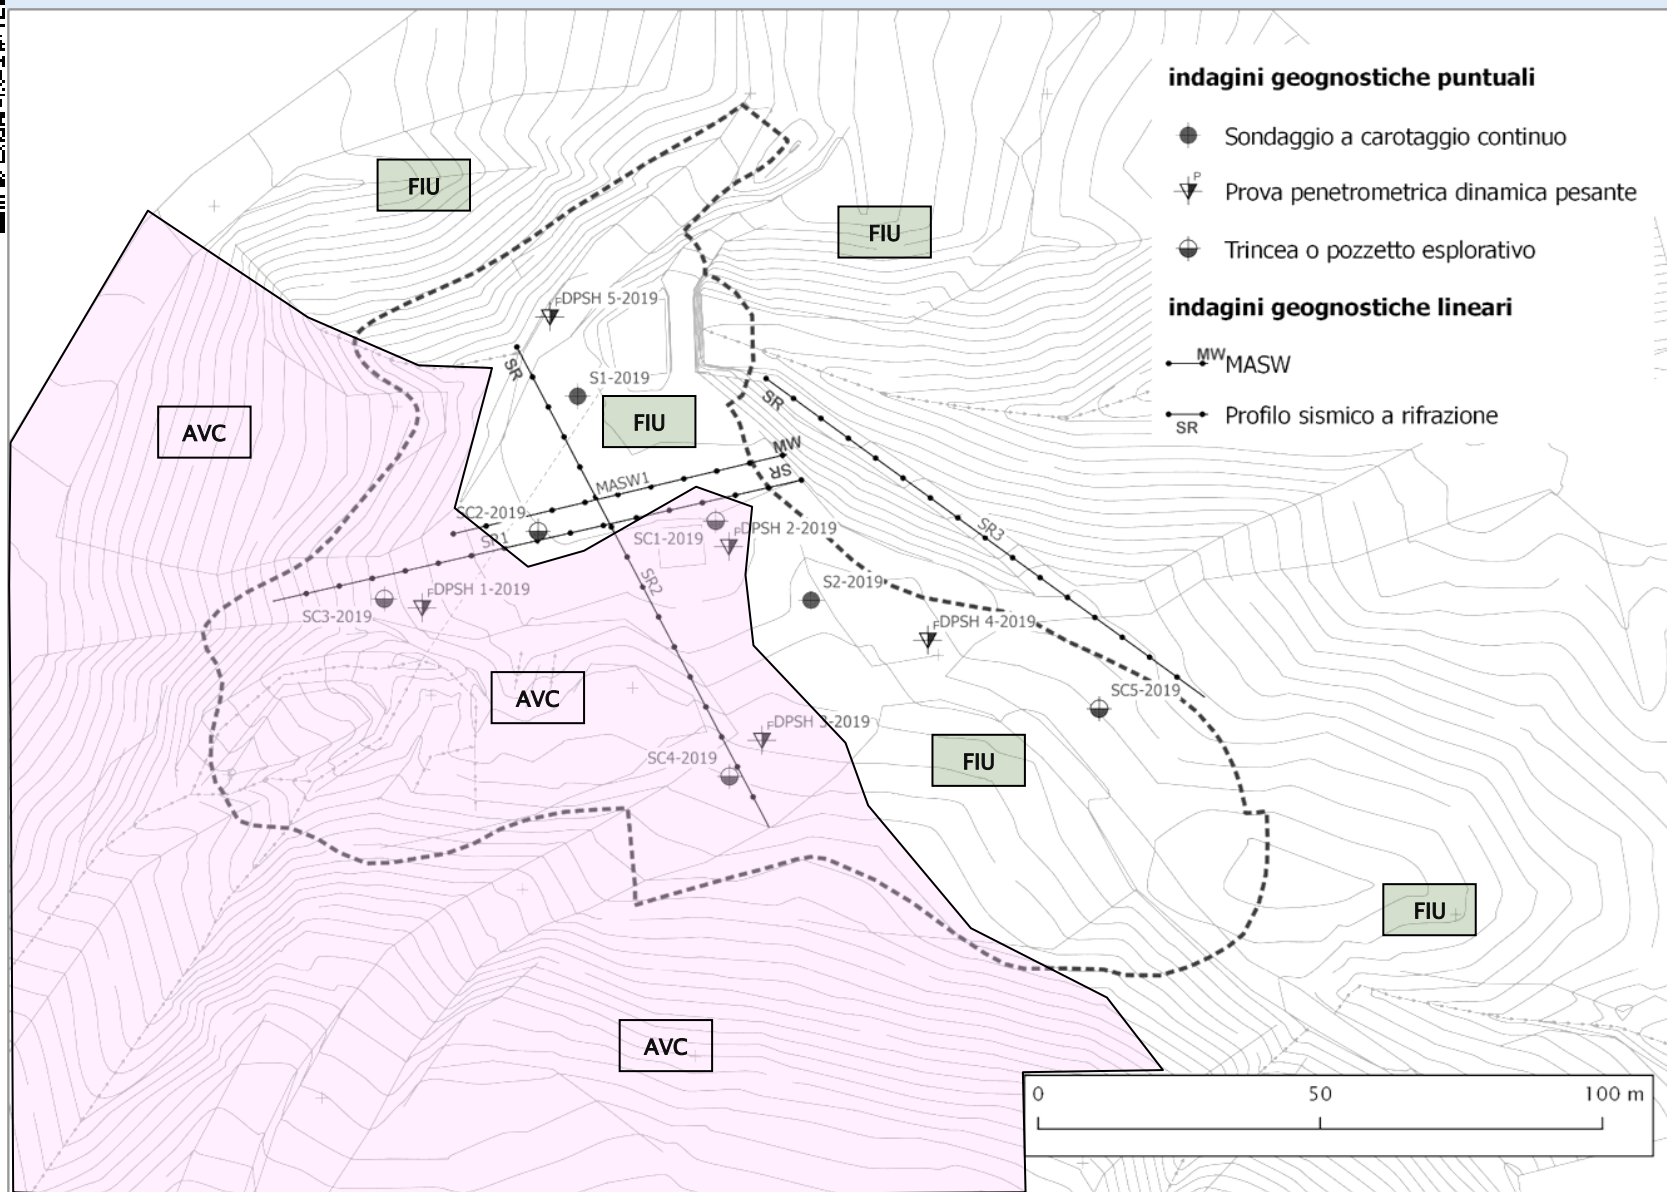 indagini geognostiche puntuali
Sondaggio a carotaggio continuo
P
Prova penetrometrica dinamica pesante
Trincea o pozzetto esplorativo
indagini geognostiche lineari
MW
MASW
SR
Profilo sismico a rifrazione
FIU
FIU
DPSH 5-2019
SR
S1-2019
SR
FIU
AVC
MW
SR
MASW1
SC2-2019
SR1
SC1-2019
P
DPSH 2-2019
SR3
SR2
S2-2019
DPSH 1-2019
SC3-2019
DPSH 4-2019
SC5-2019
AVC
DPSH 3-2019
SC4-2019
FIU
FIU
AVC
0 50 100 m